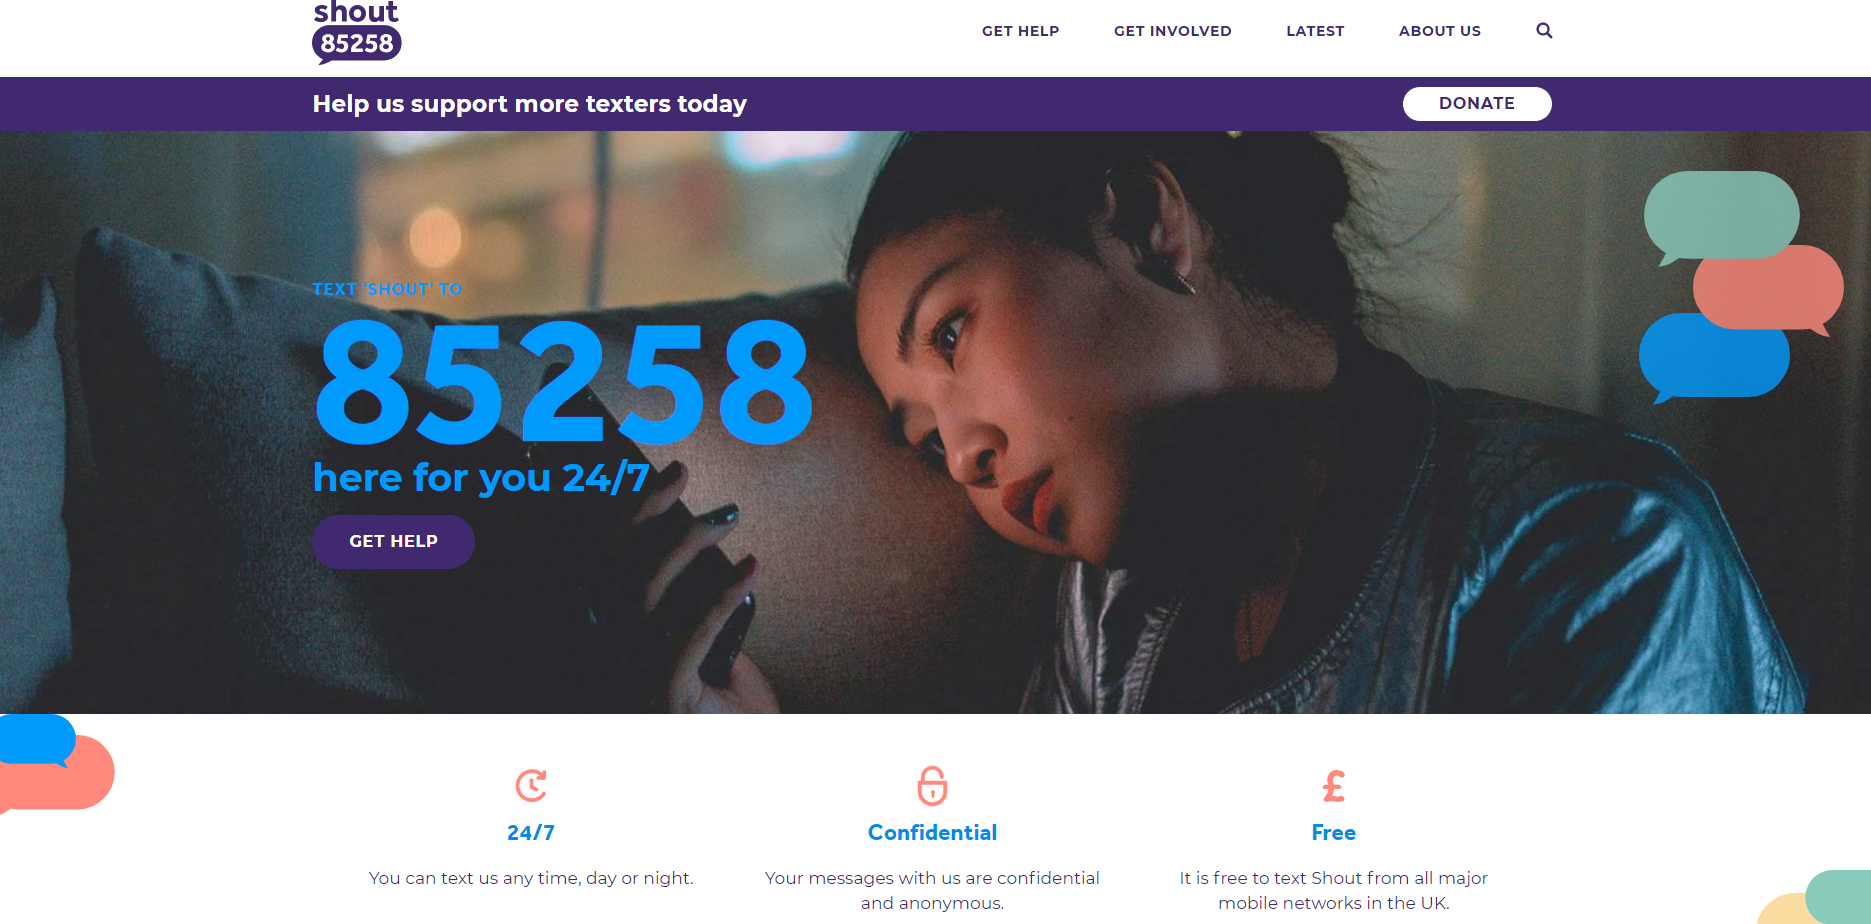 shout
85258
GET HELP
GET INVOLVED
LATEST
ABOUT US
Help us support more texters today
DONATE
TEXT 'SHOUT' TO
85258
here for you 24/7
GET HELP
24/7
You can text us any time, day or night.
Confidential
Your messages with us are confidential
and anonymous.
Free
It is free to text Shout from all major
mobile networks in the UK.